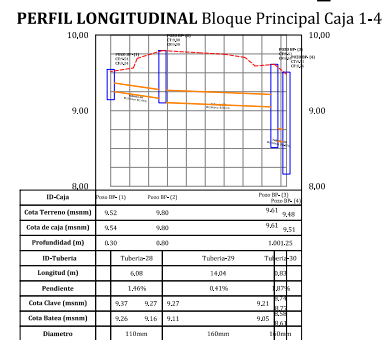 PERFIL LONGITUDINAL Bloque Principal Caja 1-4
10,00 10,00
9,00 9,00
8,00 8,00
ID-Caja Pozo BP- (1) Pozo BP- (2) Pozo BP- (3) Pozo BP- (4)
Cota Terreno (msnm) 9.52 9.80 9.61 9,48
Cota de caja (msnm) 9.54 9.80 9.61 9,51
Profundidad (m) 0.30 0.80 1.00 1.25
ID-Tuberia Tuberia-28 Tuberia-29 Tuberia-30
Longitud (m) 6,08 14,04 0,83
Pendiente 1,46% 0,41% 1,87%
Cota Clave (msnm) 9,37 9,27 9,27 9,21
Cota Batea (msnm) 9,26 9,16 9,11 9,05
Diametro 110mm 160mm 160mm